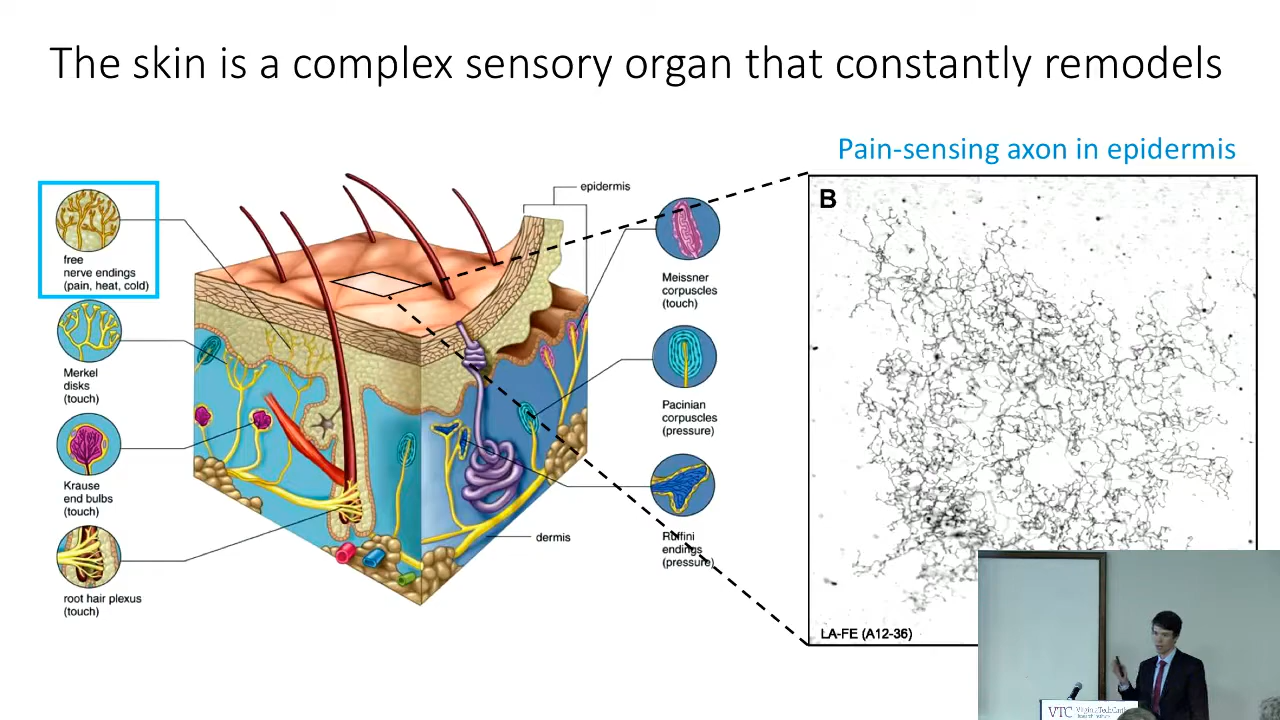 The skin is a complex sensory organ that constantly remodels
Pain-sensing axon in epidermis
free
nerve endings
(pain, heat, cold)
Merkel
disks
(touch)
Krause
end bulbs
(touch)
root hair plexus
(touch)
epidermis
Meissner
corpuscles
(touch)
Pacinian
corpuscles
(pressure)
Ruffini
endings
(pressure)
dermis
B
LA-FE (A12-36)
VTC